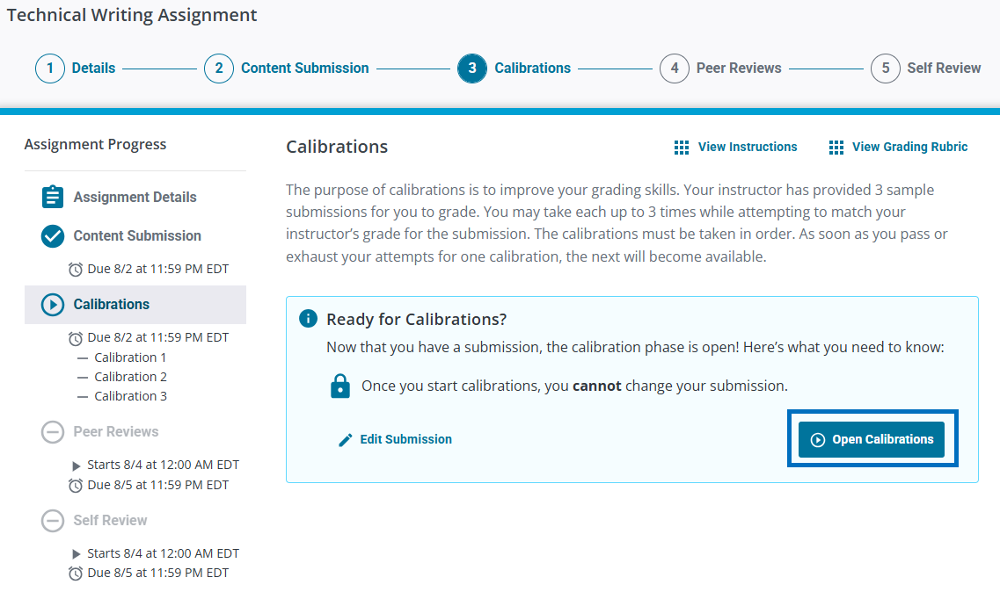 Technical Writing Assignment
1 Details 2 Content Submission 3 Calibrations 4 Peer Reviews 5 Self Review
Assignment Progress
Assignment Details
Content Submission
Due 8/2 at 11:59 PM EDT
Calibrations
Due 8/2 at 11:59 PM EDT
Calibration 1
Calibration 2
Calibration 3
Peer Reviews
Starts 8/4 at 12:00 AM EDT
Due 8/5 at 11:59 PM EDT
Self Review
Starts 8/4 at 12:00 AM EDT
Due 8/5 at 11:59 PM EDT
Calibrations
View Instructions View Grading Rubric
The purpose of calibrations is to improve your grading skills. Your instructor has provided 3 sample
submissions for you to grade. You may take each up to 3 times while attempting to match your
instructor’s grade for the submission. The calibrations must be taken in order. As soon as you pass or
exhaust your attempts for one calibration, the next will become available.
Ready for Calibrations?
Now that you have a submission, the calibration phase is open! Here’s what you need to know:
Once you start calibrations, you cannot change your submission.
Edit Submission Open Calibrations